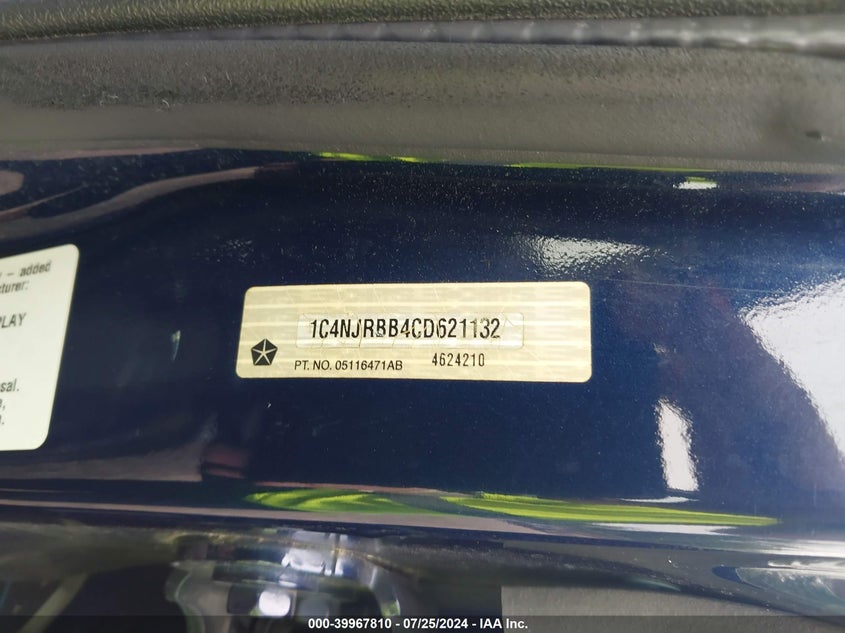 – added
turer:
PLAY
sal.
1C4NJRBB4CD621132
PT. NO. 05116471AB 4624210
000-39967810 / 07/25/2024 - © IAA Inc.